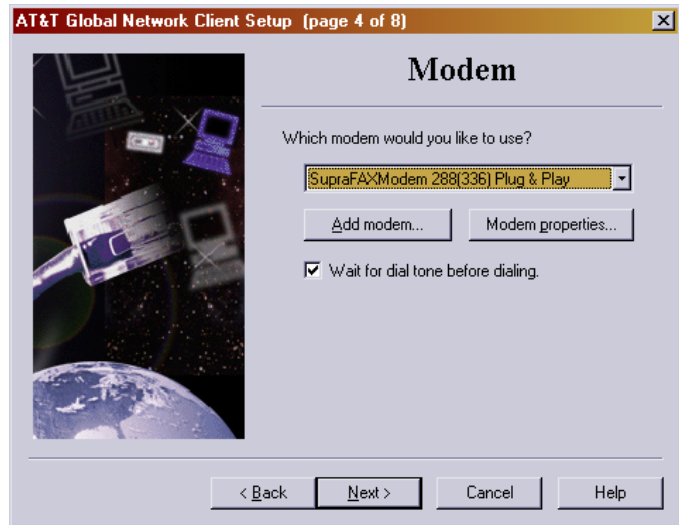 AT&T Global Network Client Setup (page 4 of 8)
Modem
Which modem would you like to use?
SupraFAXModem 288(336) Plug & Play
Add modem...
Modem properties...
Wait for dial tone before dialing.
< Back
Next >
Cancel
Help